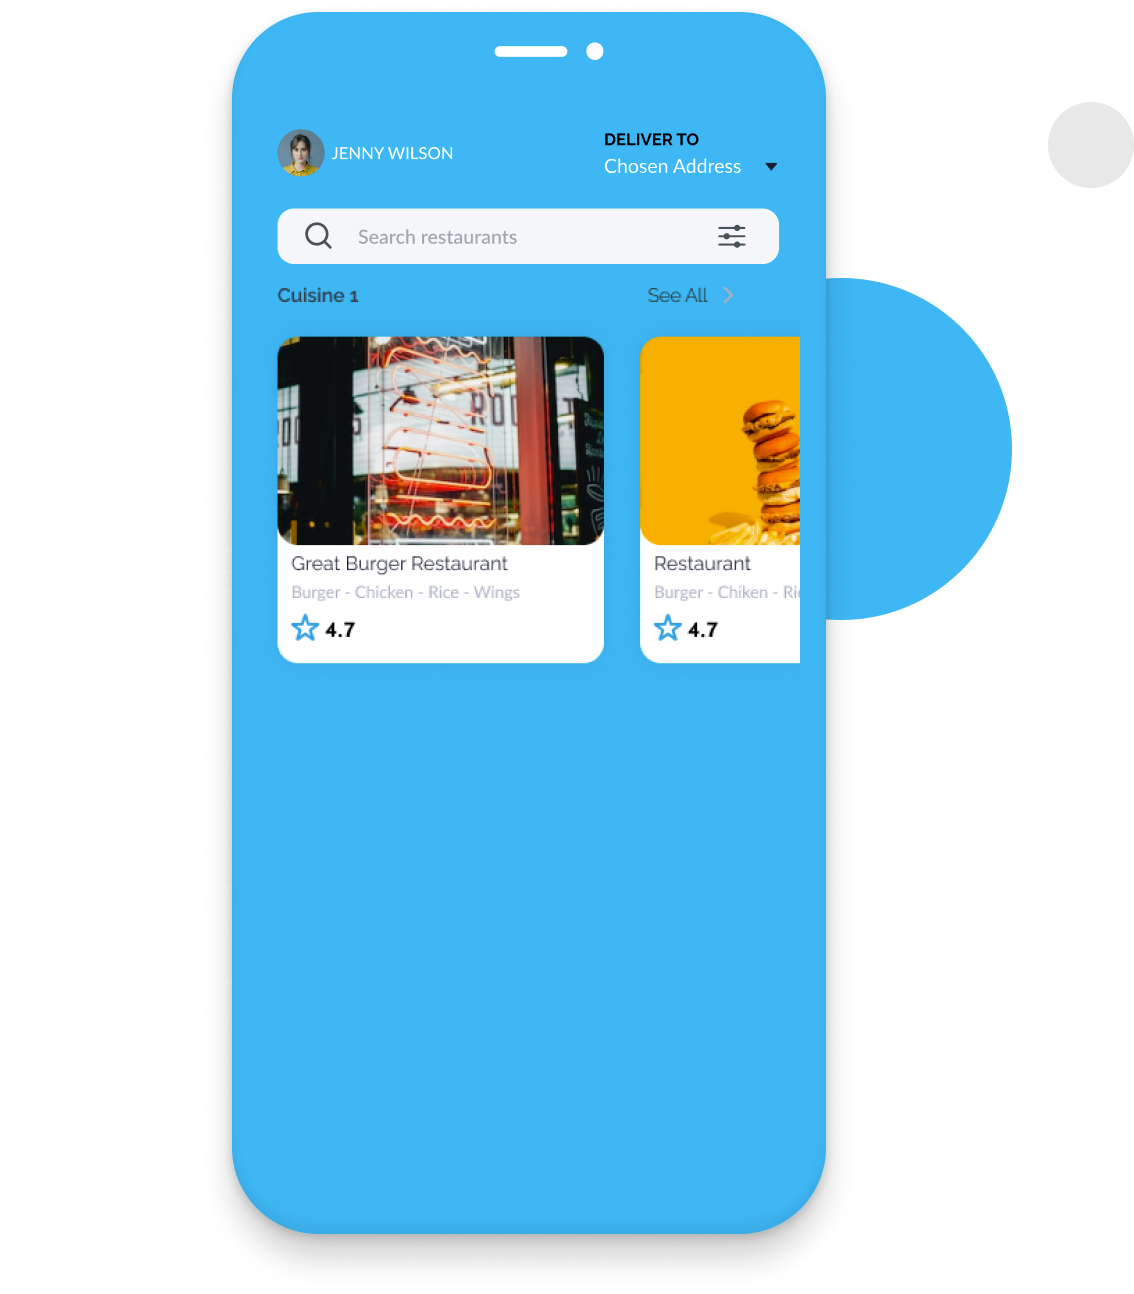 JENNY WILSON
DELIVER TO
Chosen Address
Search restaurants
Cuisine 1
See All
Great Burger Restaurant
Burger - Chicken - Rice - Wings
4.7
Restaurant
Burger - Chiken -
4.7